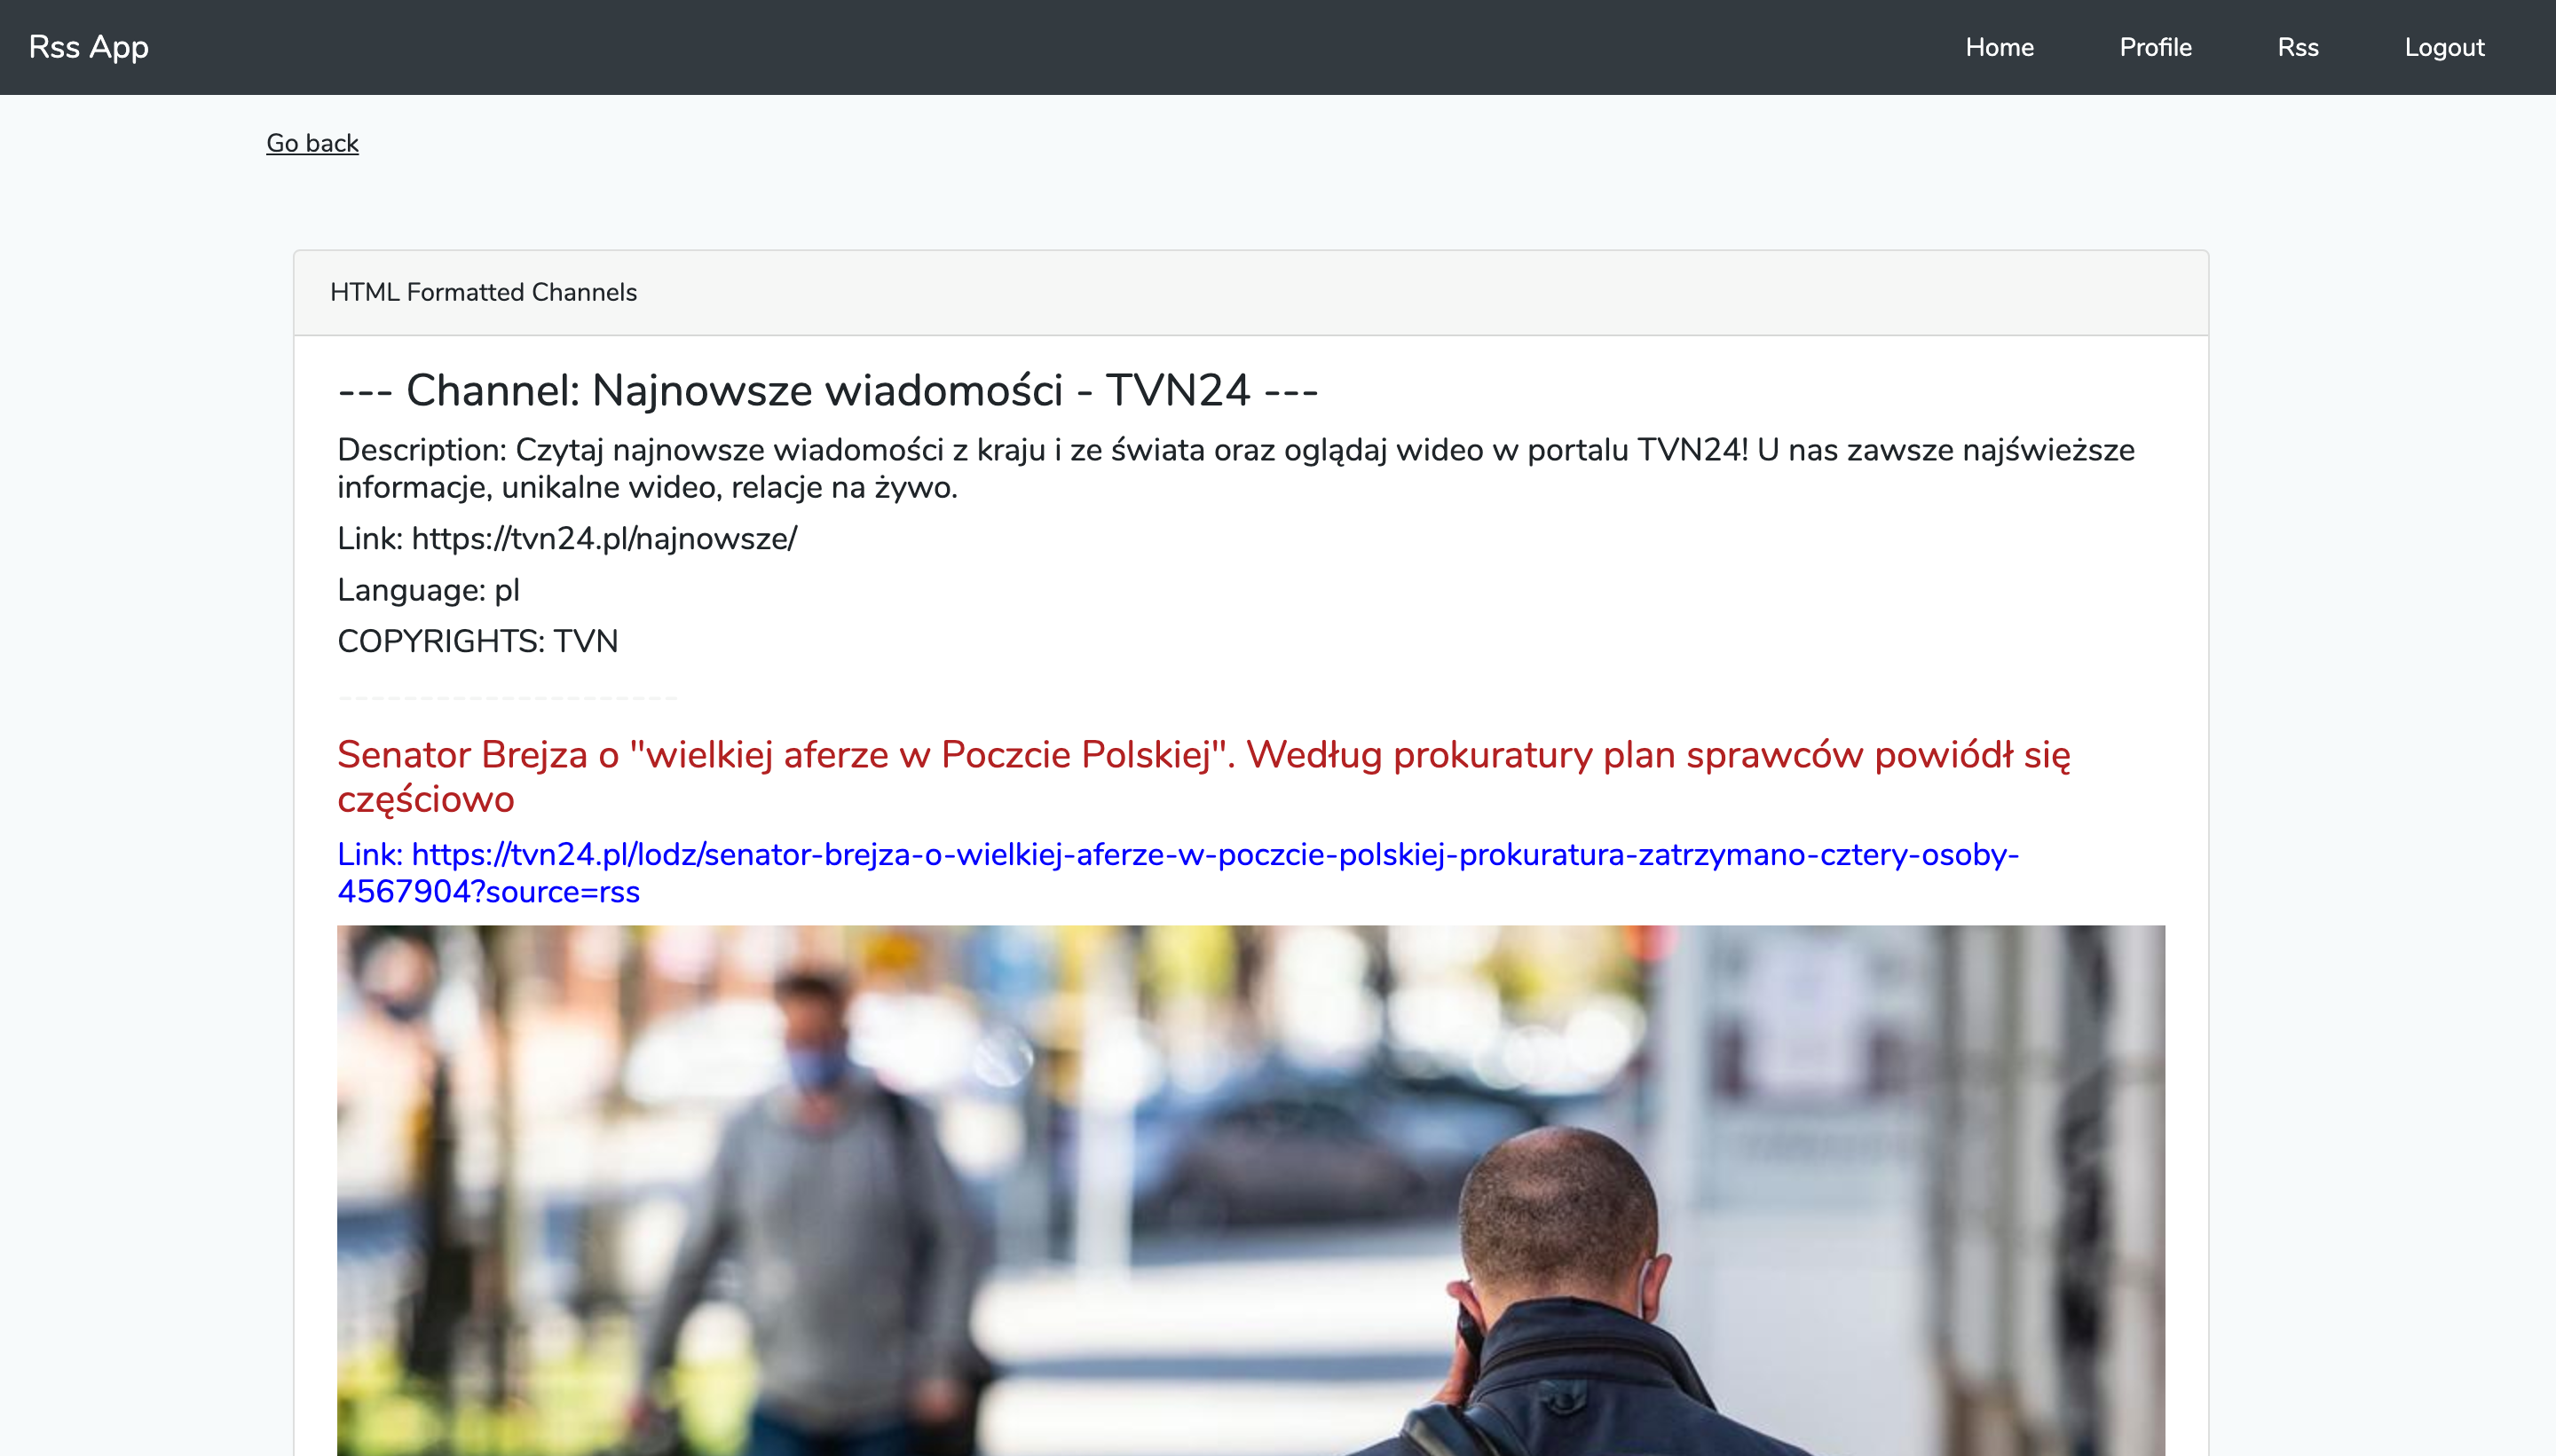 Rss App
Home
Profile
Rss
Logout
Go back
HTML Formatted Channels
--- Channel: Najnowsze wiadomości - TVN24 ---
Description: Czytaj najnowsze wiadomości z kraju i ze świata oraz oglądaj wideo w portalu TVN24! U nas zawsze najświeższe
informacje, unikalne wideo, relacje na żywo.
Link: https://tvn24.pl/najnowsze/
Language: pl
COPYRIGHTS: TVN
---------------------
Senator Brejza o "wielkiej aferze w Poczcie Polskiej". Według prokuratury plan sprawców powiódł się
częściowo
Link: https://tvn24.pl/lodz/senator-brejza-o-wielkiej-aferze-w-poczcie-polskiej-prokuratura-zatrzymano-cztery-osoby-
4567904?source=rss